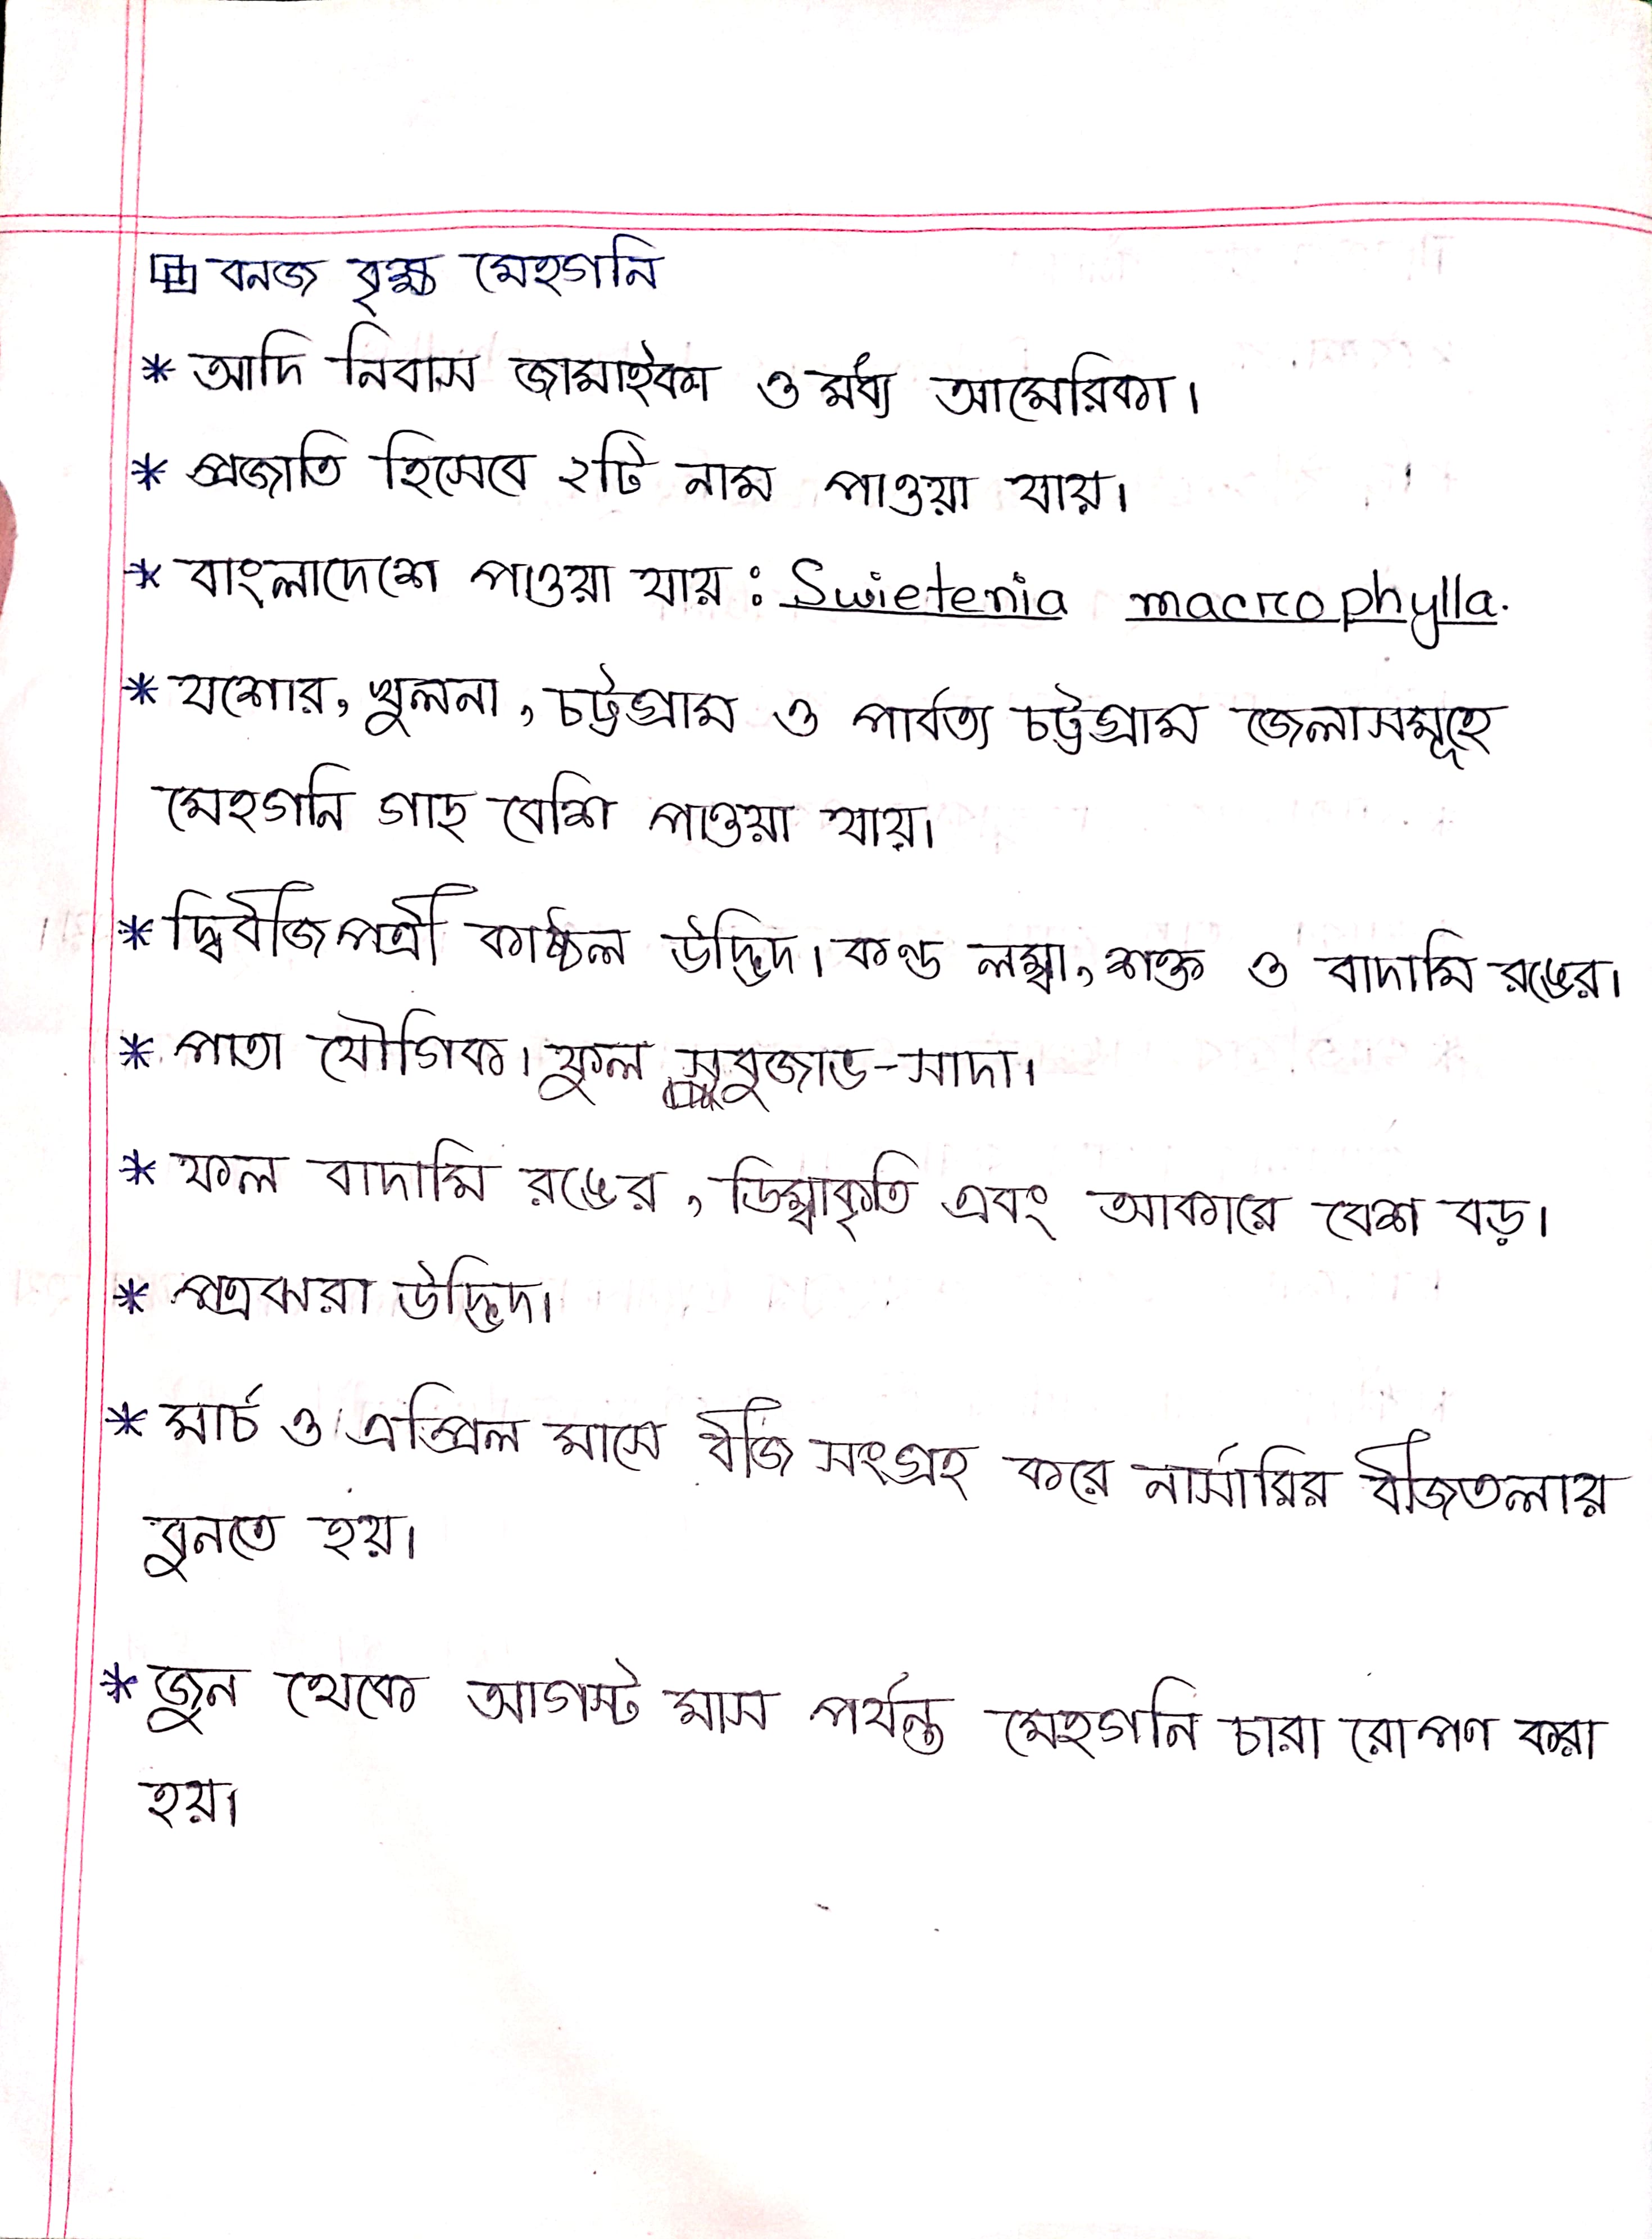 বনজ বৃক্ষ মেহগনি
* আদি নিবাস জামাইকা ও মধ্য আমেরিকা।
* প্রজাতি হিসেবে ২টি নাম পাওয়া যায়।
* বাংলাদেশে পাওয়া যায় : Swietenia macrophylla.
* যশোর, খুলনা, চট্টগ্রাম ও পার্বত্য চট্টগ্রাম জেলাসমূহে
মেহগনি গাছ বেশি পাওয়া যায়।
* দ্বিবীজপত্রী কাষ্ঠল উদ্ভিদ। কণ্ড লম্বা, শক্ত ও বাদামি রঙের।
* পাতা যৌগিক। ফুল সবুজাভ-সাদা।
* ফল বাদামি রঙের, ডিম্বাকৃতি এবং আকারে বেশ বড়।
* পত্রঝরা উদ্ভিদ।
* মার্চ ও এপ্রিল মাসে বীজ সংগ্রহ করে নার্সারির বীজতলায়
বুনতে হয়।
* জুন থেকে আগস্ট মাস পর্যন্ত মেহগনি চারা রোপণ করা
হয়।